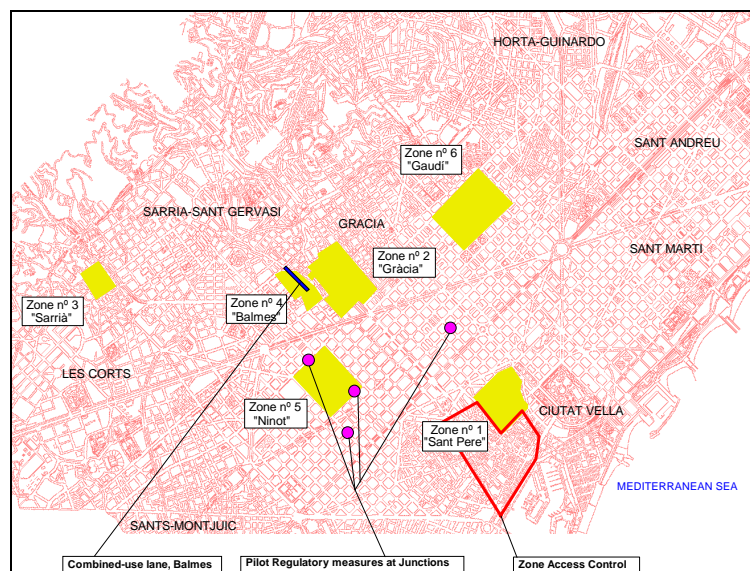 HORTA-GUINARDO
SANT ANDREU
Zone nº 6
"Gaudí"
SARRIA-SANT GERVASI
GRACIA
SANT MARTI
Zone nº 2
"Gràcia"
Zone nº 3
"Sarrià"
Zone nº 4
"Balmes"
LES CORTS
Zone nº 5
"Ninot"
CIUTAT VELLA
Zone nº 1
"Sant Pere"
MEDITERRANEAN SEA
SANTS-MONTJUIC
Combined-use lane, Balmes
Pilot Regulatory measures at Junctions
Zone Access Control